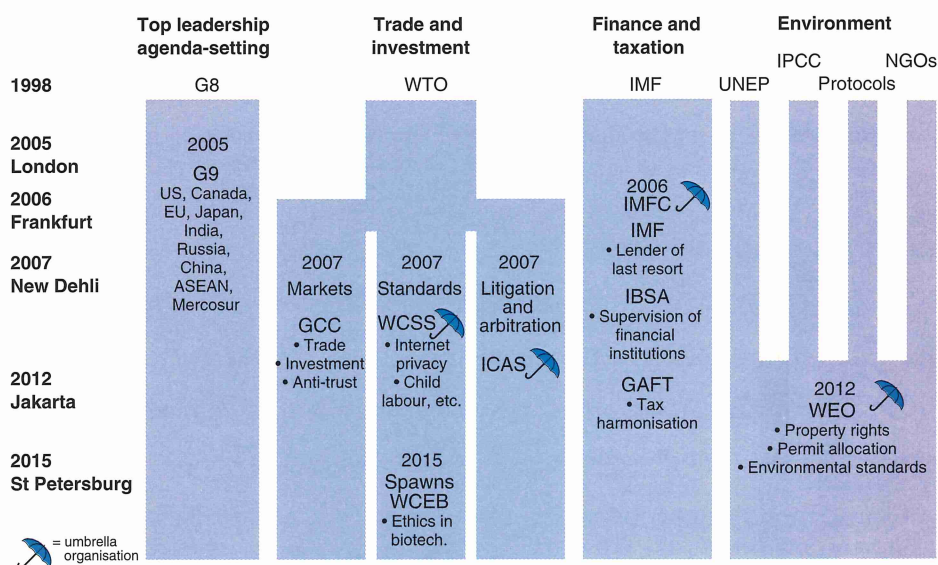 Top leadership
agenda-setting
Trade and
investment
Finance and
taxation
Environment
1998
G8
WTO
IMF
UNEP
IPCC
Protocols
NGOs
2005
London
2006
Frankfurt
2007
New Dehli
2012
Jakarta
2015
St Petersburg
2005
G9
US, Canada,
EU, Japan,
India,
Russia,
China,
ASEAN,
Mercosur
2007
Markets
GCC
• Trade
• Investment
• Anti-trust
2007
Standards
WCSS
• Internet
privacy
• Child
labour, etc.
2015
Spawns
WCEB
• Ethics in
biotech.
2007
Litigation
and
arbitration
ICAS
2006
IMFC
IMF
• Lender of
last resort
IBSA
• Supervision of
financial
institutions
GAFT
• Tax
harmonisation
2012
WEO
• Property rights
• Permit allocation
• Environmental standards
= umbrella
organisation